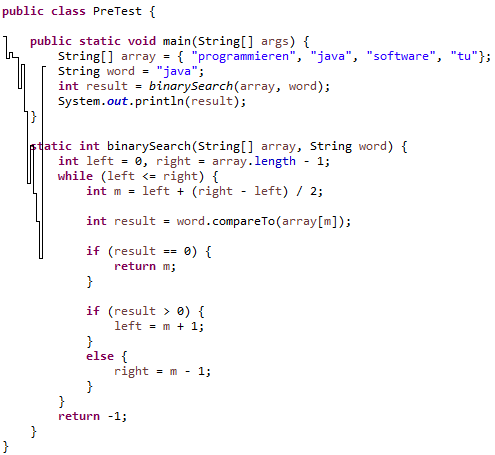 public class PreTest {
public static void main(String[] args) {
String[] array = { "programmieren", "java", "software", "tu"};
String word = "java";
int result = binarySearch(array, word);
System.out.println(result);
}
static int binarySearch(String[] array, String word) {
int left = 0, right = array.length - 1;
while (left <= right) {
int m = left + (right - left) / 2;
int result = word.compareTo(array[m]);
if (result == 0) {
return m;
}
if (result > 0) {
left = m + 1;
}
else {
right = m - 1;
}
}
return -1;
}
}